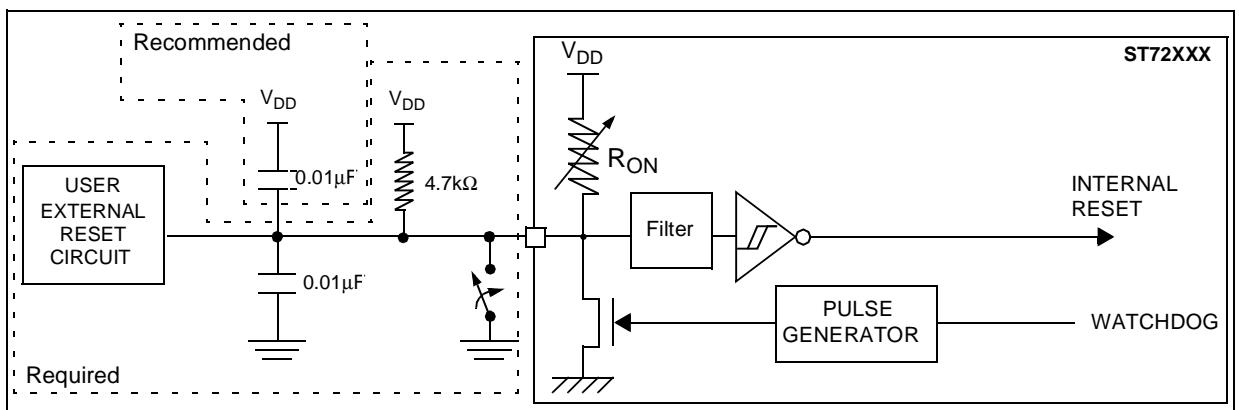 Recommended
VDD
0.01μF
VDD
4.7kΩ
USER
EXTERNAL
RESET
CIRCUIT
0.01μF
Required
ST72XXX
VDD
RON
Filter
INTERNAL
RESET
PULSE
GENERATOR
WATCHDOG